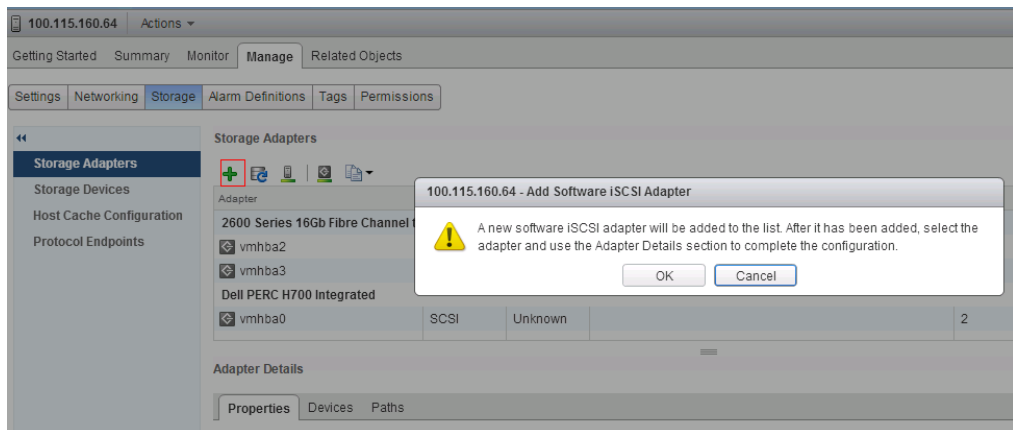 100.115.160.64 Actions
Getting Started Summary Monitor Manage Related Objects
Settings Networking Storage Alarm Definitions Tags Permissions
Storage Adapters
Storage Devices
Host Cache Configuration
Protocol Endpoints
Storage Adapters
Adapter
2600 Series 16Gb Fibre Channel t
vmhba2
vmhba3
Dell PERC H700 Integrated
vmhba0 SCSI Unknown 2
100.115.160.64 - Add Software iSCSI Adapter
A new software iSCSI adapter will be added to the list. After it has been added, select the
adapter and use the Adapter Details section to complete the configuration.
OK Cancel
Adapter Details
Properties Devices Paths